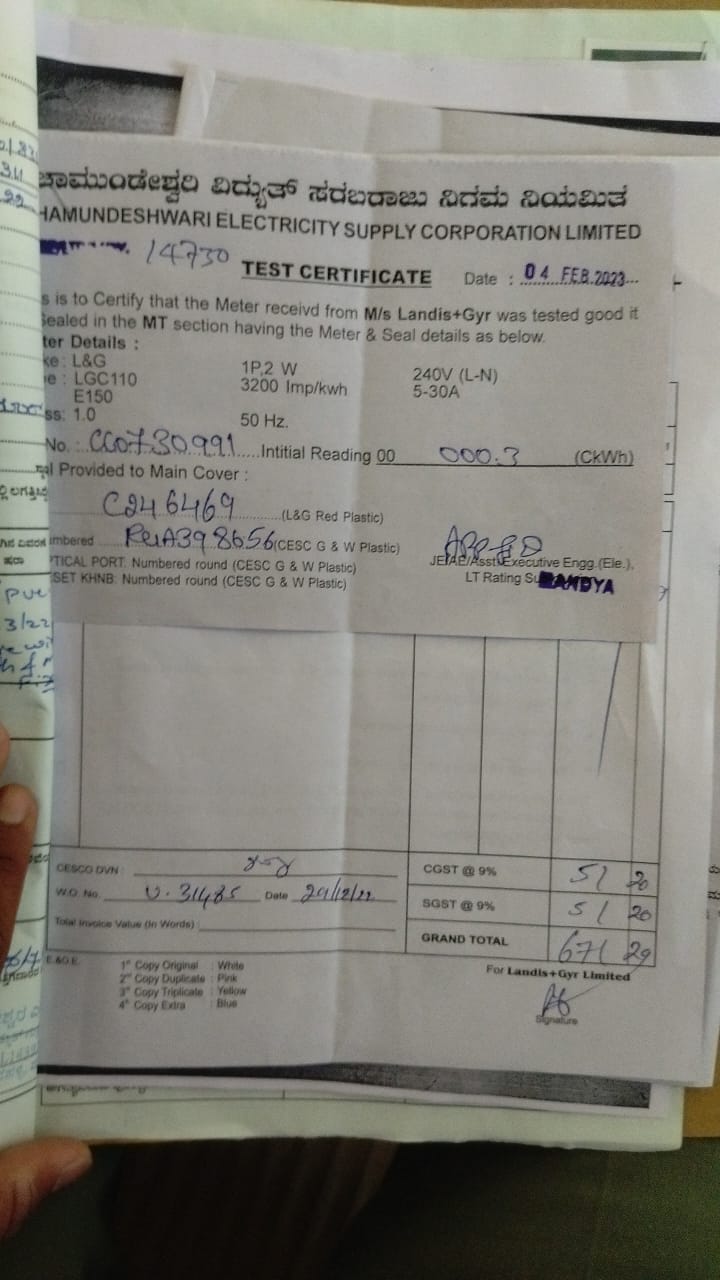 ಚಾಮುಂಡೇಶ್ವರಿ ವಿದ್ಯುತ್ ಸರಬರಾಜು ನಿಗಮ ನಿಯಮಿತ
HAMUNDESHWARI ELECTRICITY SUPPLY CORPORATION LIMITED
14730
TEST CERTIFICATE Date : 04 FEB 2023
s is to Certify that the Meter receivd from M/s Landis+Gyr was tested good it
Sealed in the MT section having the Meter & Seal details as below.
ter Details :
ke : L&G 1P,2 W 240V (L-N)
e : LGC110 3200 Imp/kwh 5-30A
E150
ss: 1.0 50 Hz.
No. : CC0730991 Intitial Reading 00 000.3 (CkWh)
al Provided to Main Cover :
C246469 (L&G Red Plastic)
umbered 398656 (CESC G & W Plastic)
TICAL PORT: Numbered round (CESC G & W Plastic) JE/AE/Asst. Executive Engg.(Ele.),
SET KHNB: Numbered round (CESC G & W Plastic) LT Rating Su MANDYA
CESCO DVN : CGST @ 9% 51 20
W.O. No. 31485 Date 29/12/22 SGST @ 9% 51 20
Total Invoice Value (In Words) GRAND TOTAL 671 29
E.&O.E. For Landis+Gyr Limited
1st Copy Original : White
2nd Copy Duplicate : Pink
3rd Copy Triplicate : Yellow
4th Copy Extra : Blue
Signature